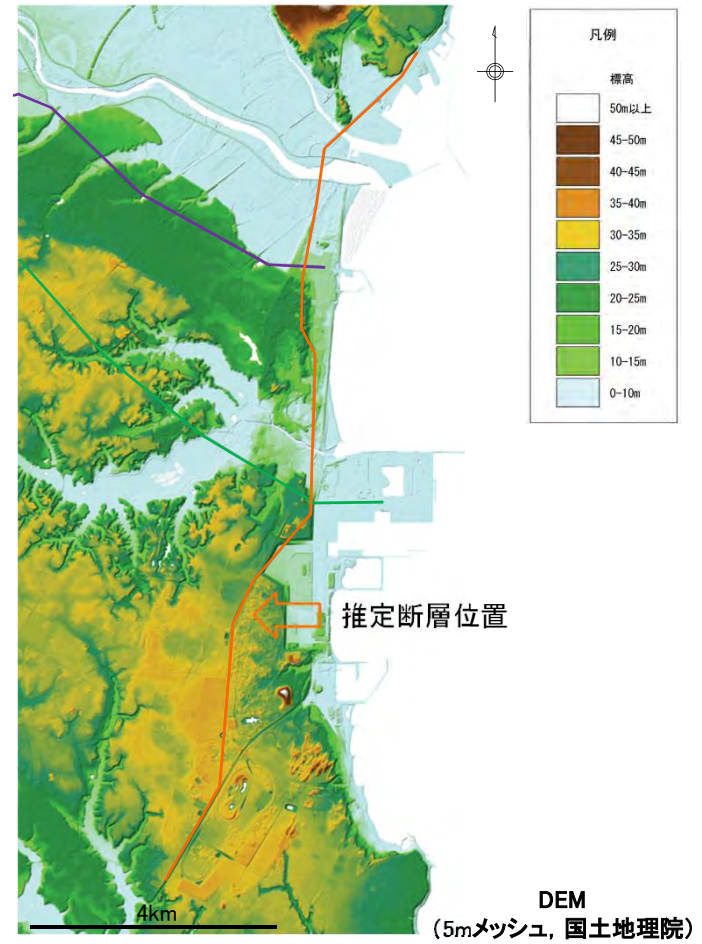 凡例
標高
50m以上
45-50m
40-45m
35-40m
30-35m
25-30m
20-25m
15-20m
10-15m
0-10m
推定断層位置
4km
DEM
(5mメッシュ, 国土地理院)